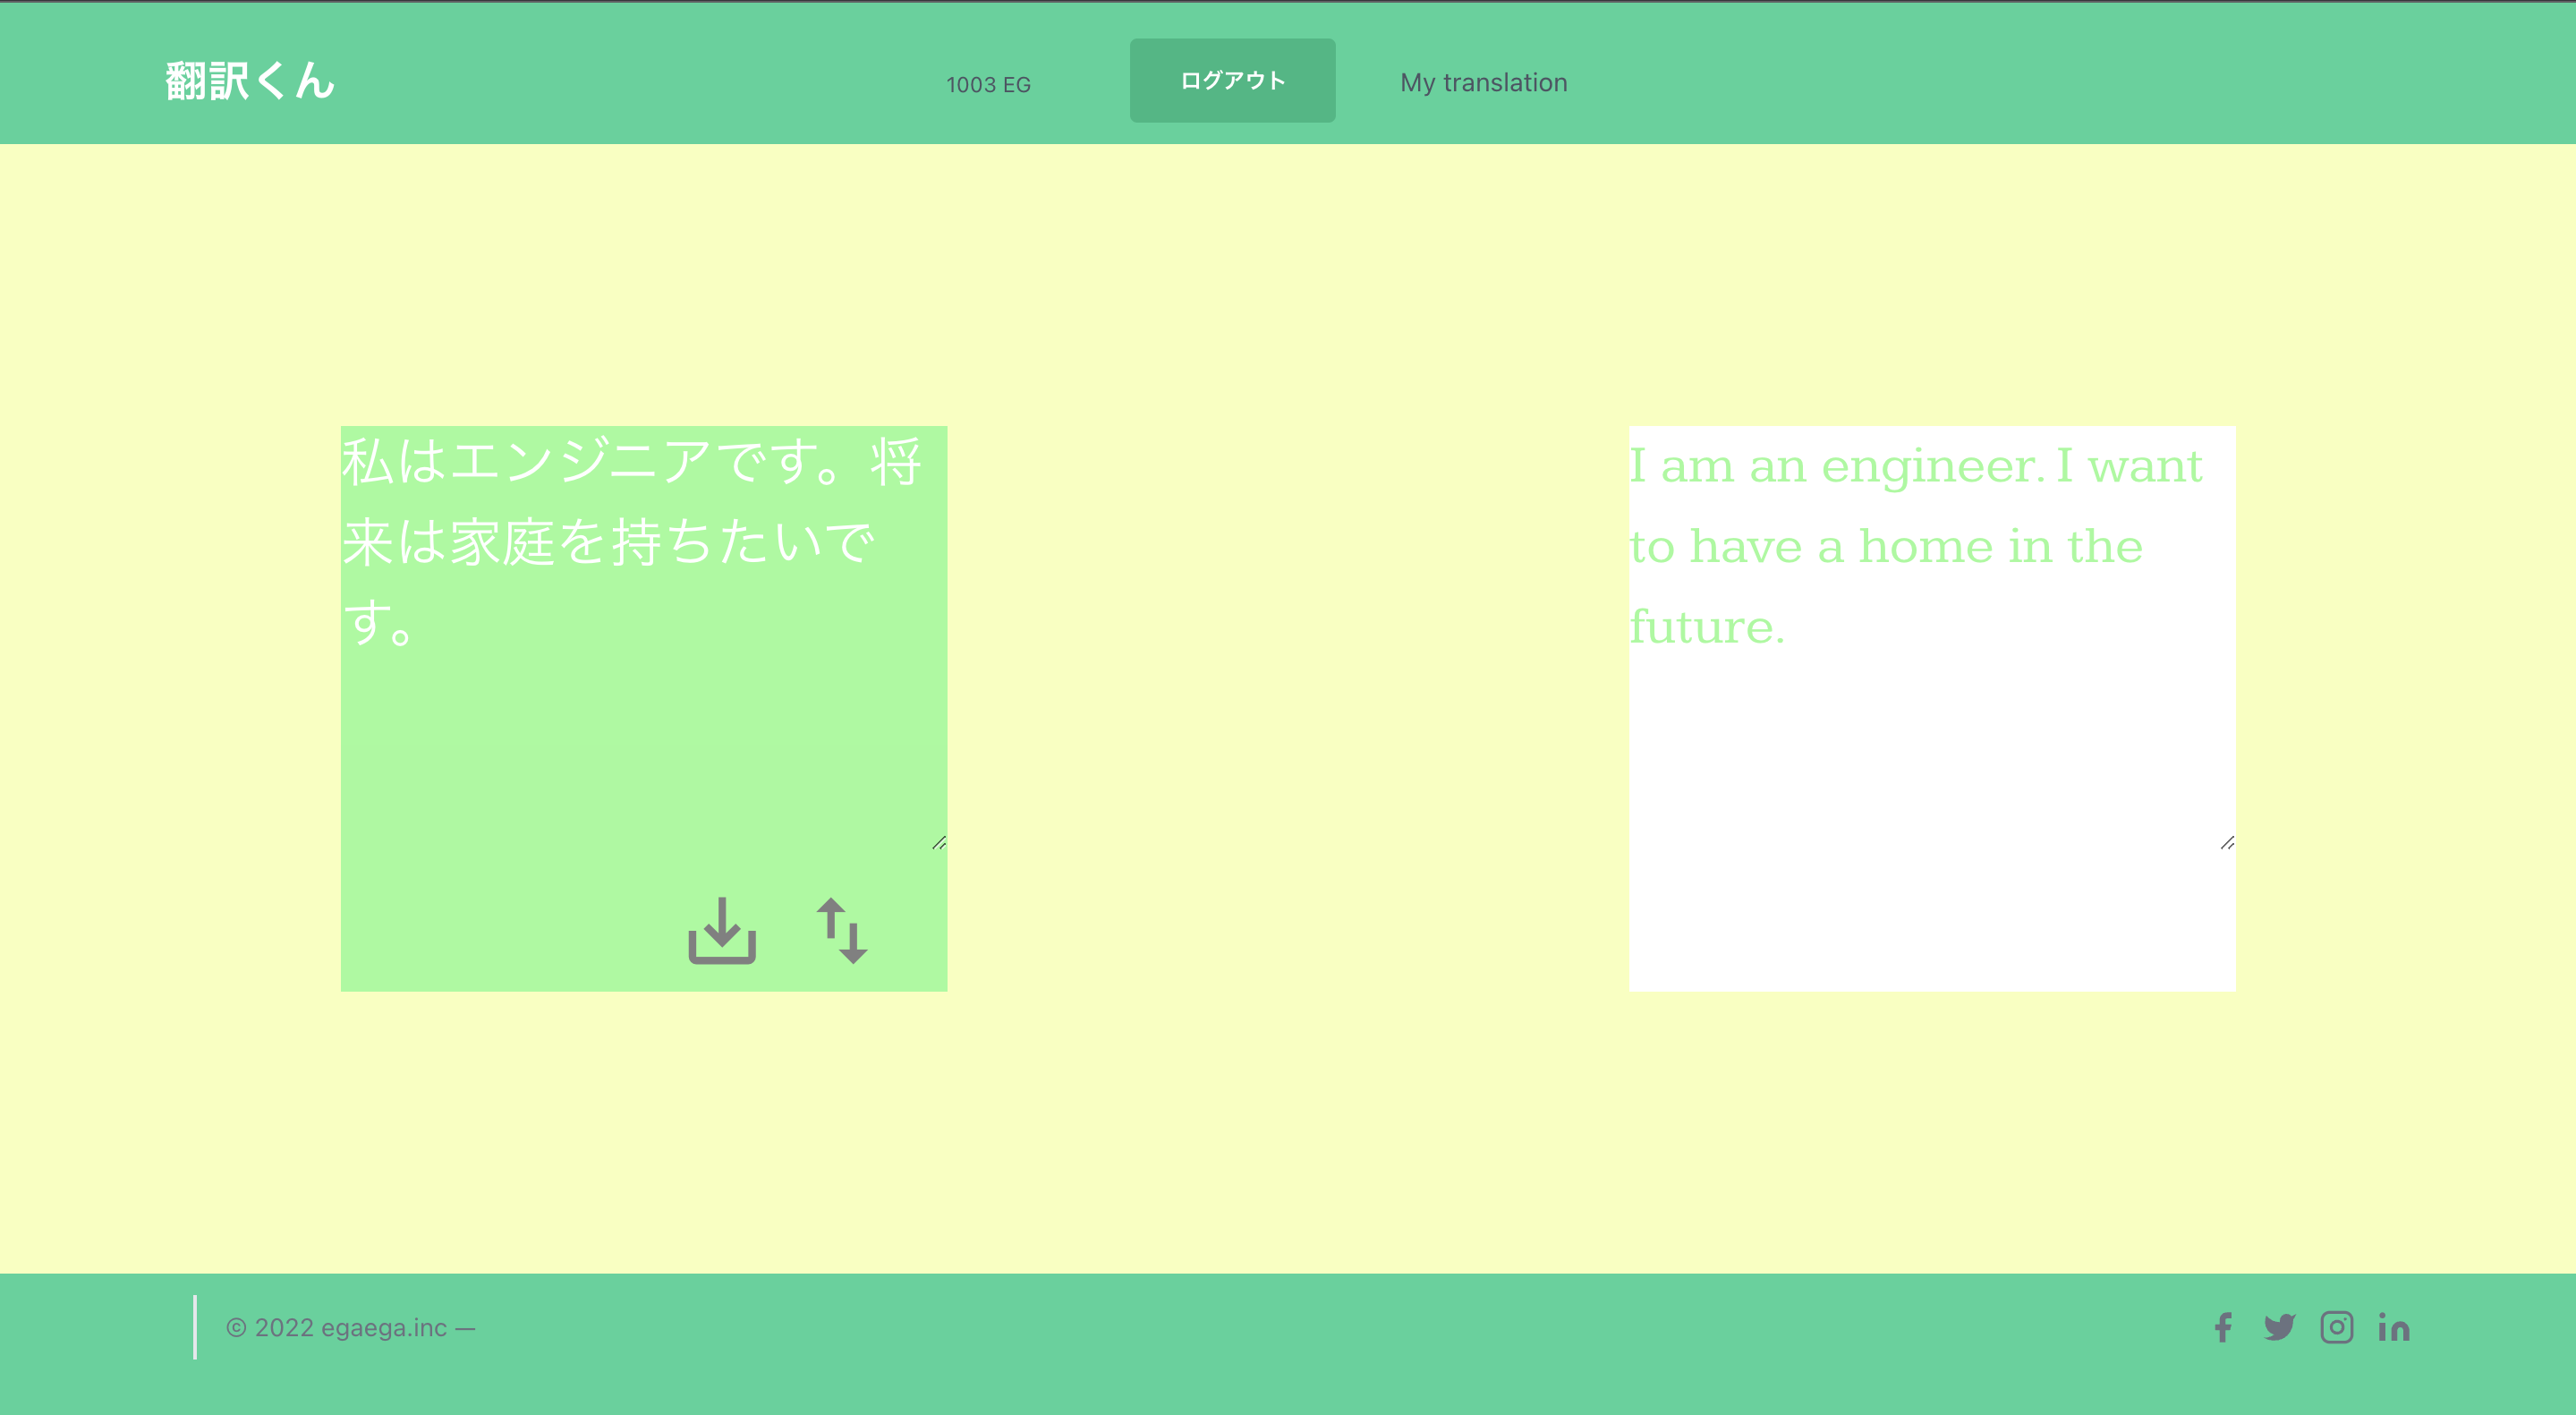 翻訳くん
1003 EG
ログアウト
My translation
私はエンジニアです。将
来は家庭を持ちたいで
す。
I am an engineer. I want
to have a home in the
future.
© 2022 egaega.inc —